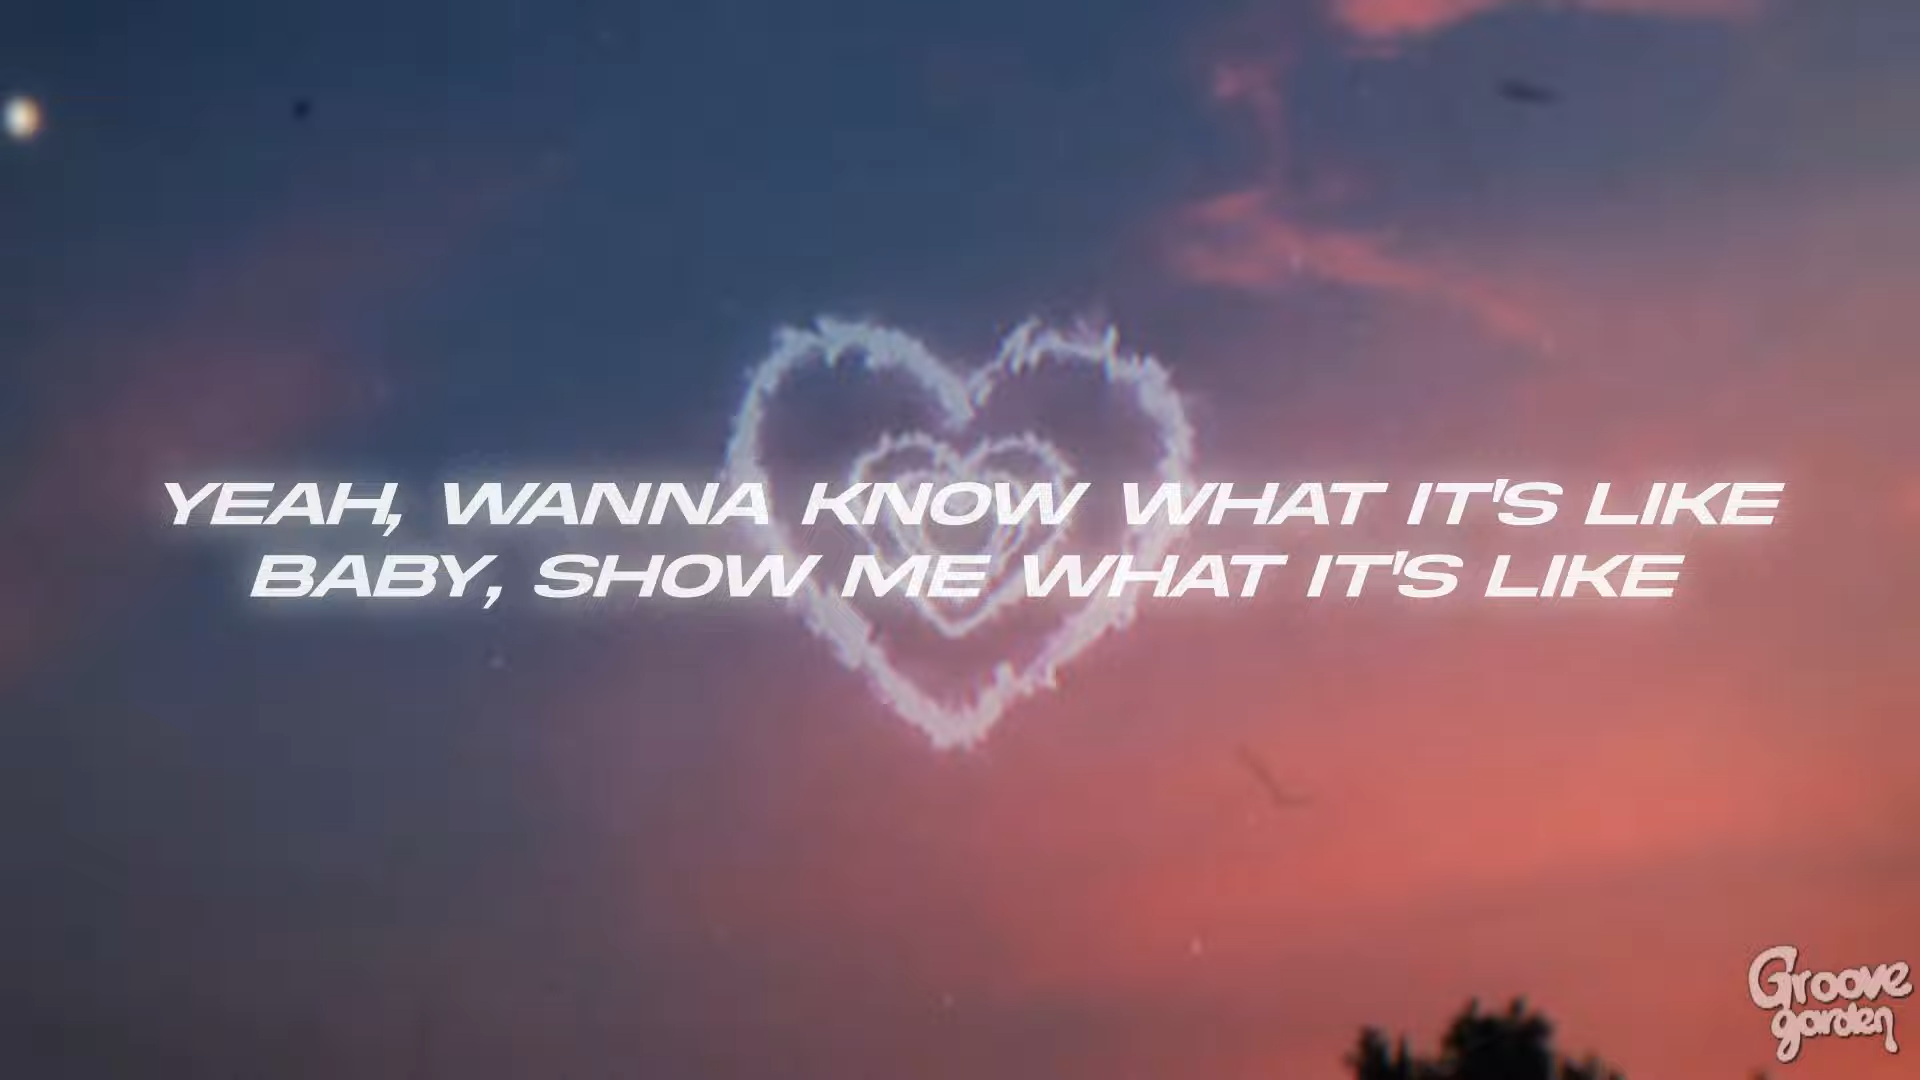 YEAH, WANNA KNOW WHAT IT'S LIKE
BABY, SHOW ME WHAT IT'S LIKE
Groove
garden